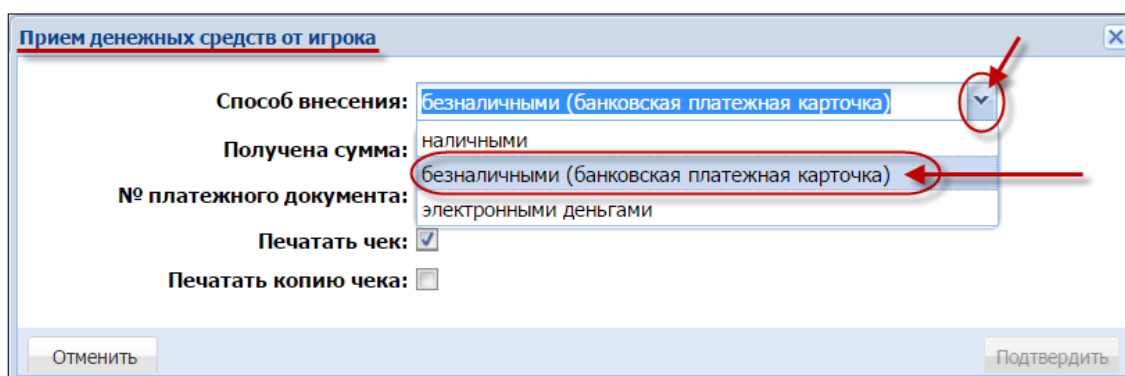 Прием денежных средств от игрока
Способ внесения: безналичными (банковская платежная карточка)
наличными
Получена сумма:
безналичными (банковская платежная карточка)
№ платежного документа:
электронными деньгами
Печатать чек:
Печатать копию чека:
Отменить Подтвердить